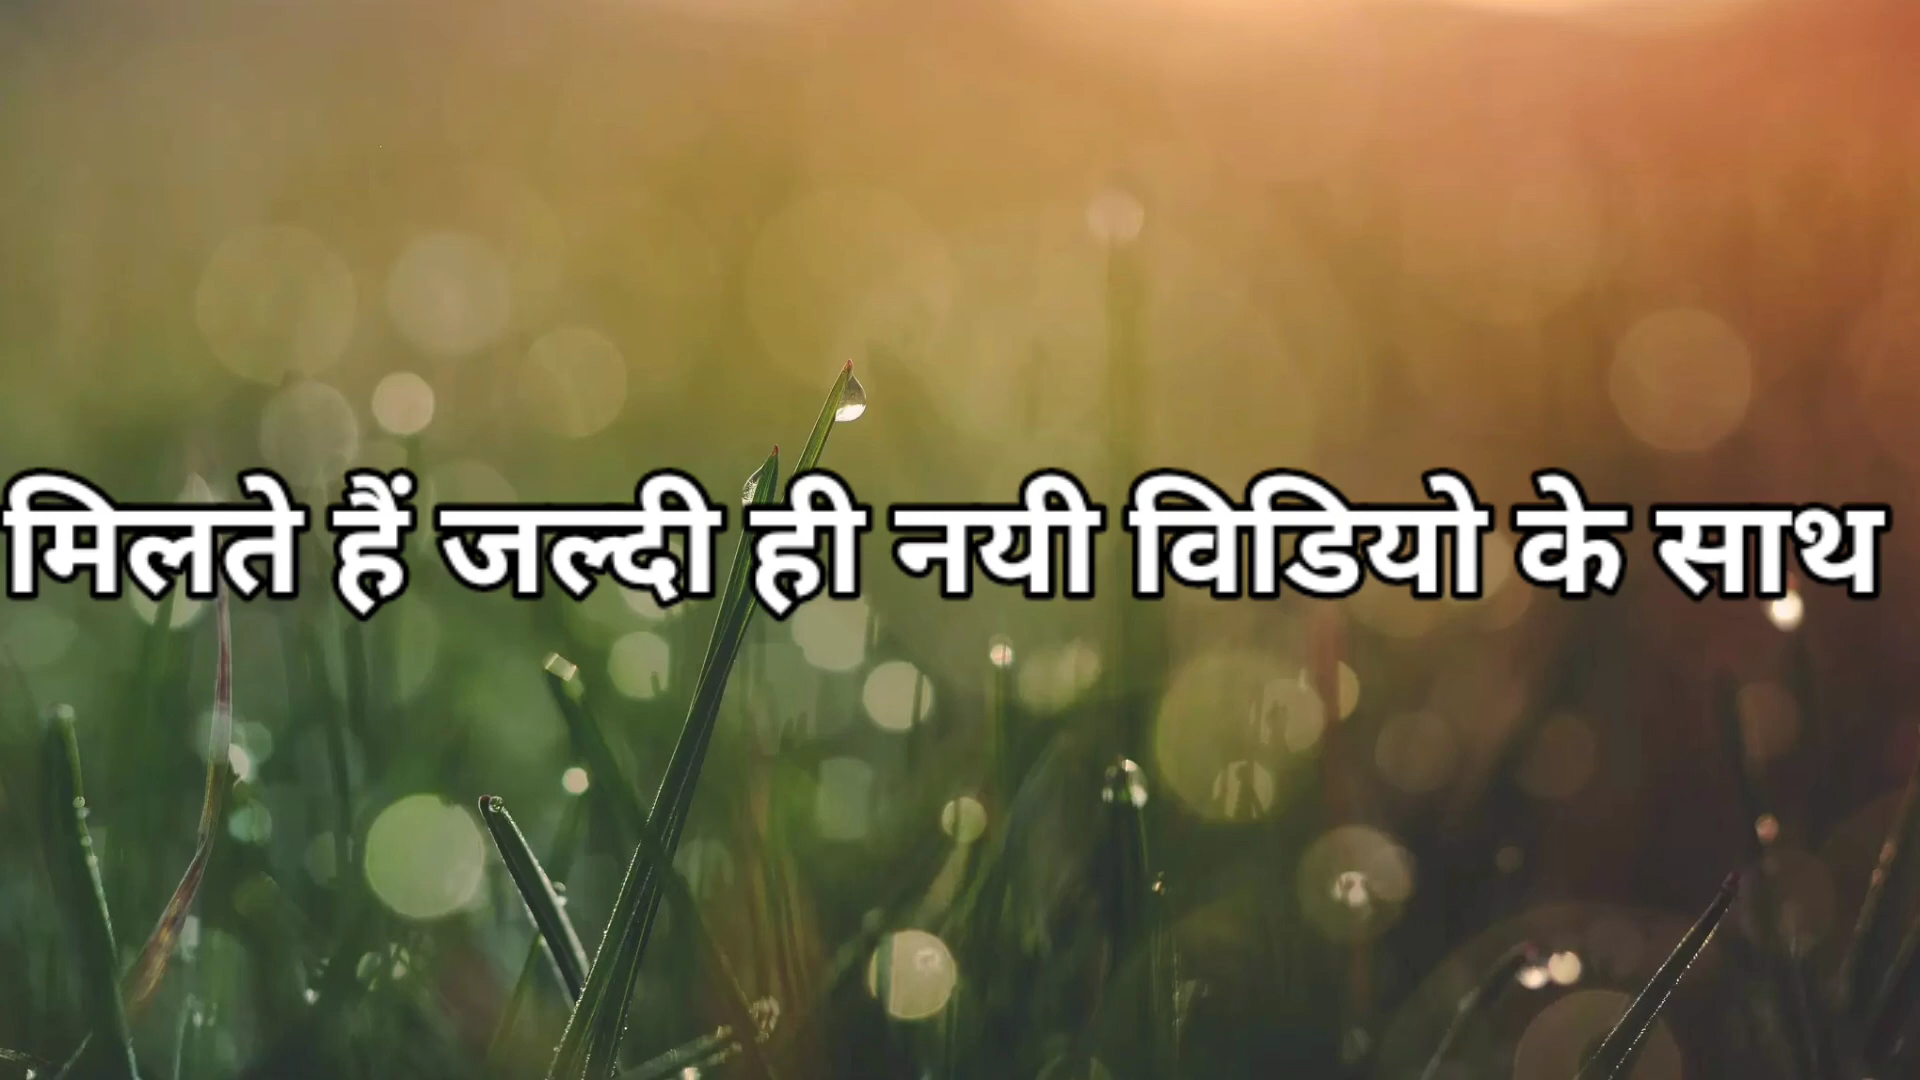 मिलते हैं जल्दी ही नयी विडियो के साथ